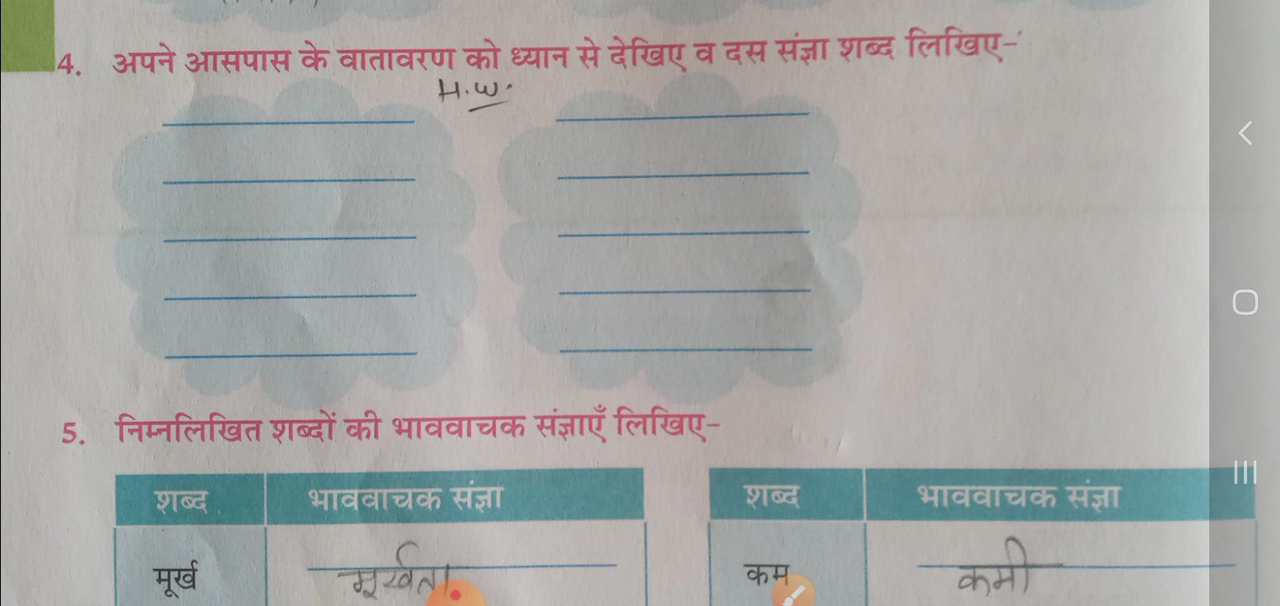 4. अपने आसपास के वातावरण को ध्यान से देखिए व दस संज्ञा शब्द लिखिए-
H.W.
5. निम्नलिखित शब्दों की भाववाचक संज्ञाएँ लिखिए-
शब्द भाववाचक संज्ञा शब्द भाववाचक संज्ञा
मूर्ख मूर्खता कम कमी